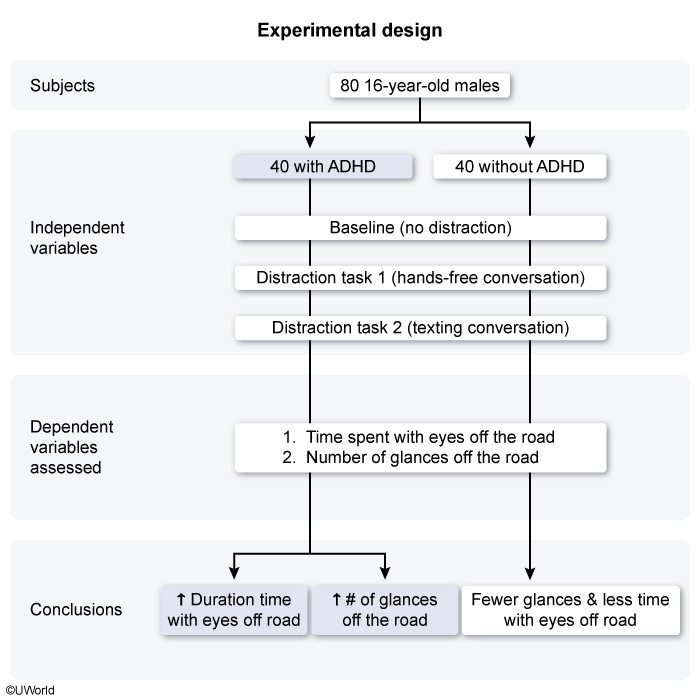 Experimental design
Subjects
80 16-year-old males
40 with ADHD
40 without ADHD
Independent
variables
Baseline (no distraction)
Distraction task 1 (hands-free conversation)
Distraction task 2 (texting conversation)
Dependent
variables
assessed
1. Time spent with eyes off the road
2. Number of glances off the road
Conclusions
↑ Duration time
with eyes off road
↑ # of glances
off the road
Fewer glances & less time
with eyes off road
©UWorld